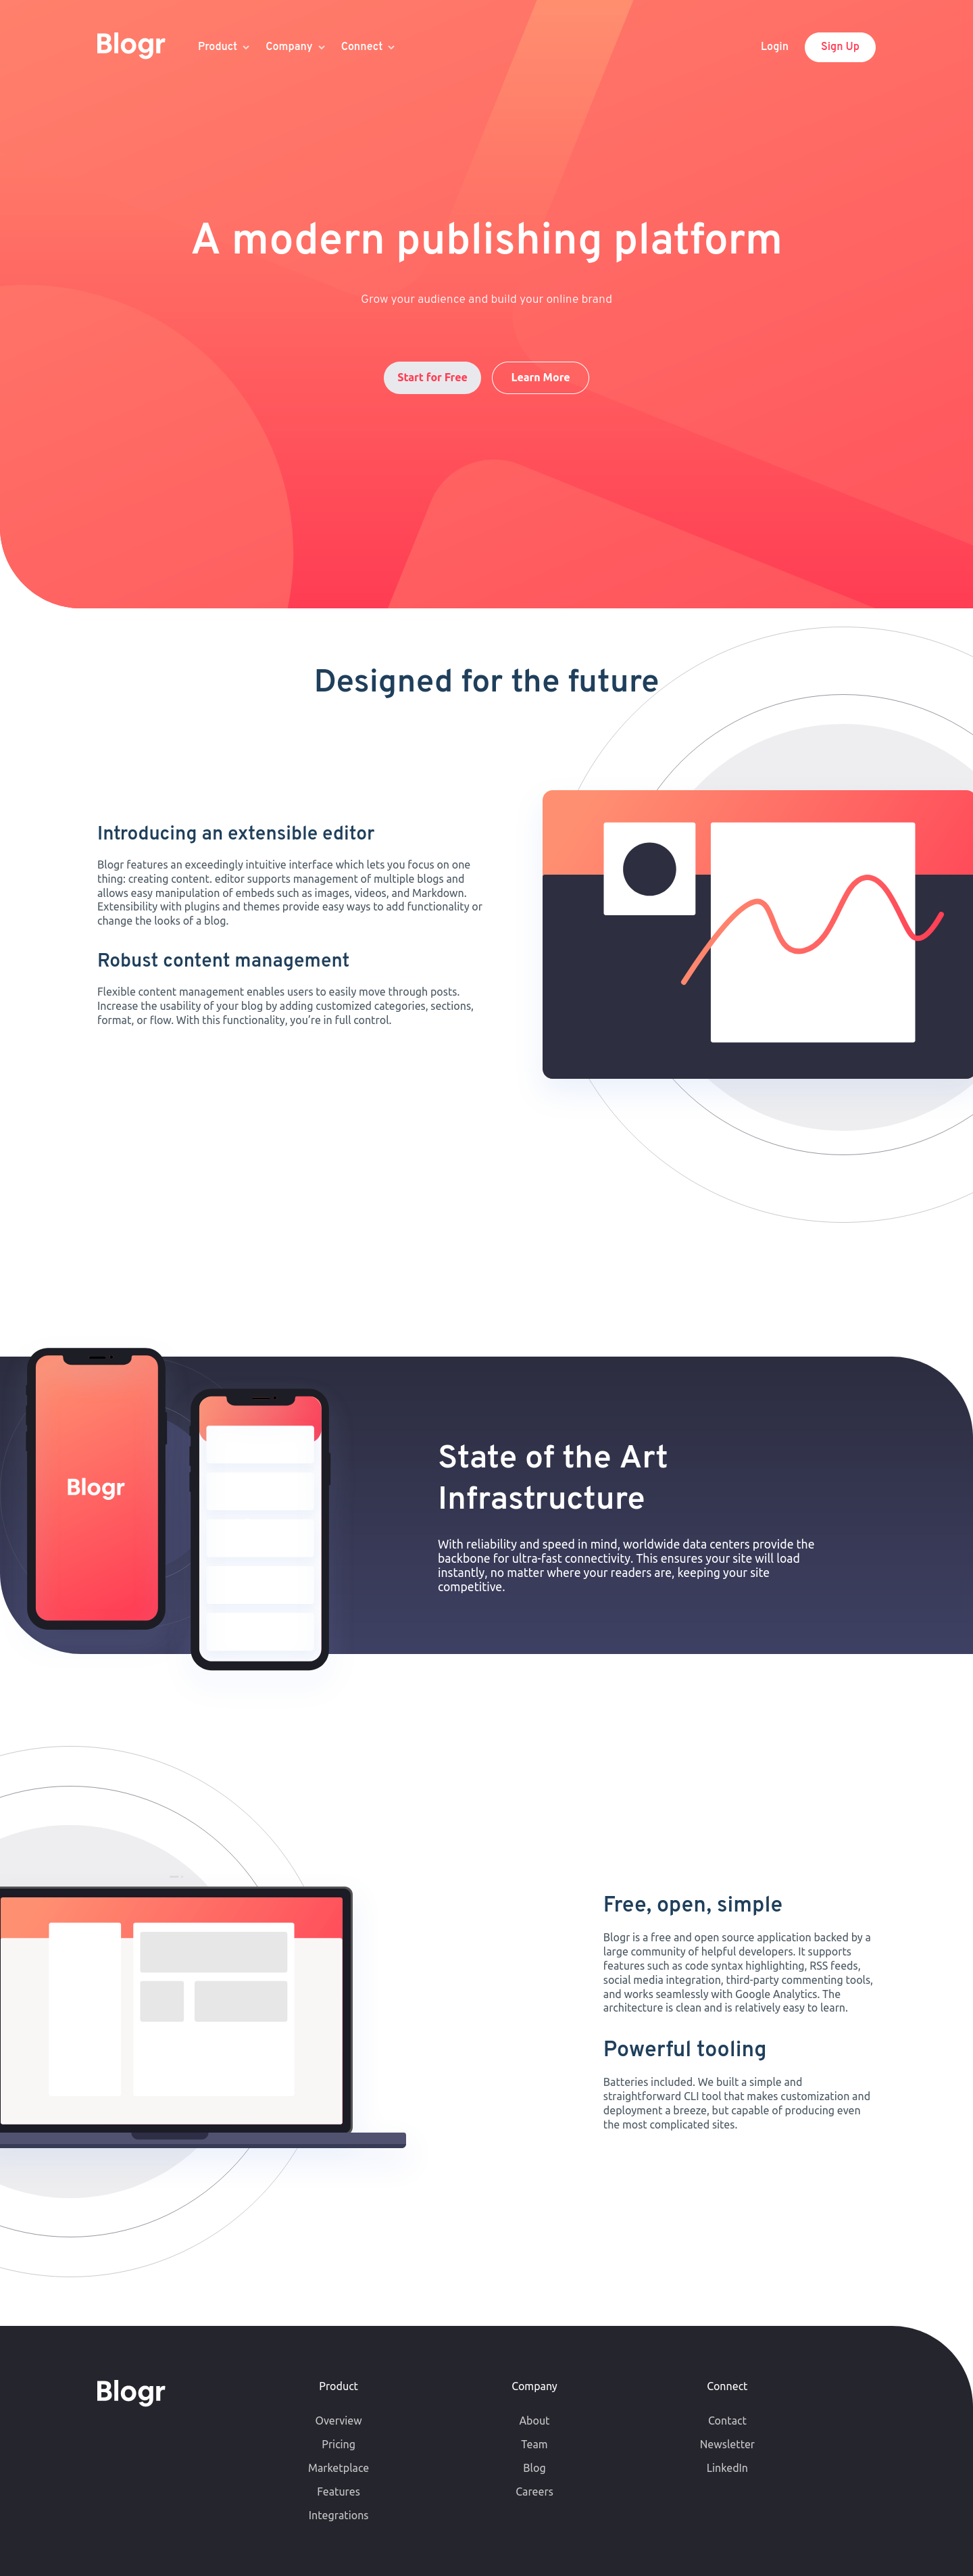 Blogr
Product
Company
Connect
Login
Sign Up
A modern publishing platform
Grow your audience and build your online brand
Start for Free
Learn More
Designed for the future
Introducing an extensible editor
Blogr features an exceedingly intuitive interface which lets you focus on one
thing: creating content. editor supports management of multiple blogs and
allows easy manipulation of embeds such as images, videos, and Markdown.
Extensibility with plugins and themes provide easy ways to add functionality or
change the looks of a blog.
Robust content management
Flexible content management enables users to easily move through posts.
Increase the usability of your blog by adding customized categories, sections,
format, or flow. With this functionality, you're in full control.
Blogr
State of the Art
Infrastructure
With reliability and speed in mind, worldwide data centers provide the
backbone for ultra-fast connectivity. This ensures your site will load
instantly, no matter where your readers are, keeping your site
competitive.
Free, open, simple
Blogr is a free and open source application backed by a
large community of helpful developers. It supports
features such as code syntax highlighting, RSS feeds,
social media integration, third-party commenting tools,
and works seamlessly with Google Analytics. The
architecture is clean and is relatively easy to learn.
Powerful tooling
Batteries included. We built a simple and
straightforward CLI tool that makes customization and
deployment a breeze, but capable of producing even
the most complicated sites.
Blogr
Product
Overview
Pricing
Marketplace
Features
Integrations
Company
About
Team
Blog
Careers
Connect
Contact
Newsletter
LinkedIn